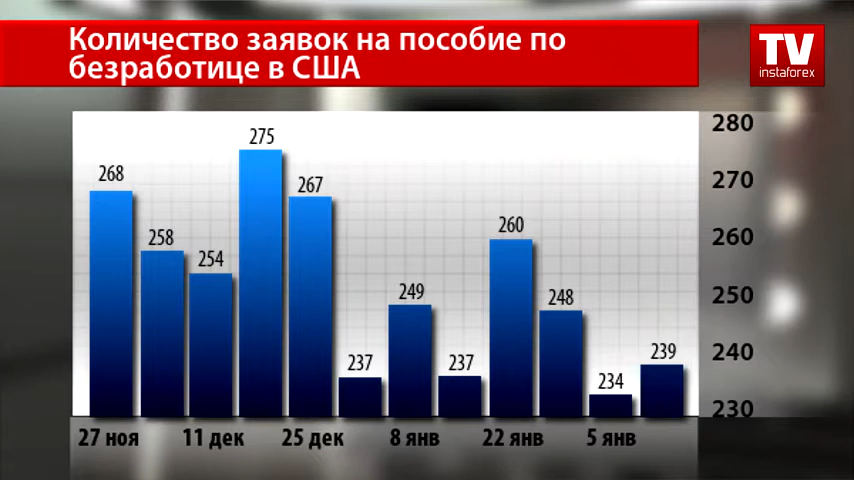 Количество заявок на пособие по
безработице в США
TV
instaforex
280
270
260
250
240
230
268
258
254
275
267
237
249
237
260
248
234
239
27 ноя
11 дек
25 дек
8 янв
22 янв
5 янв